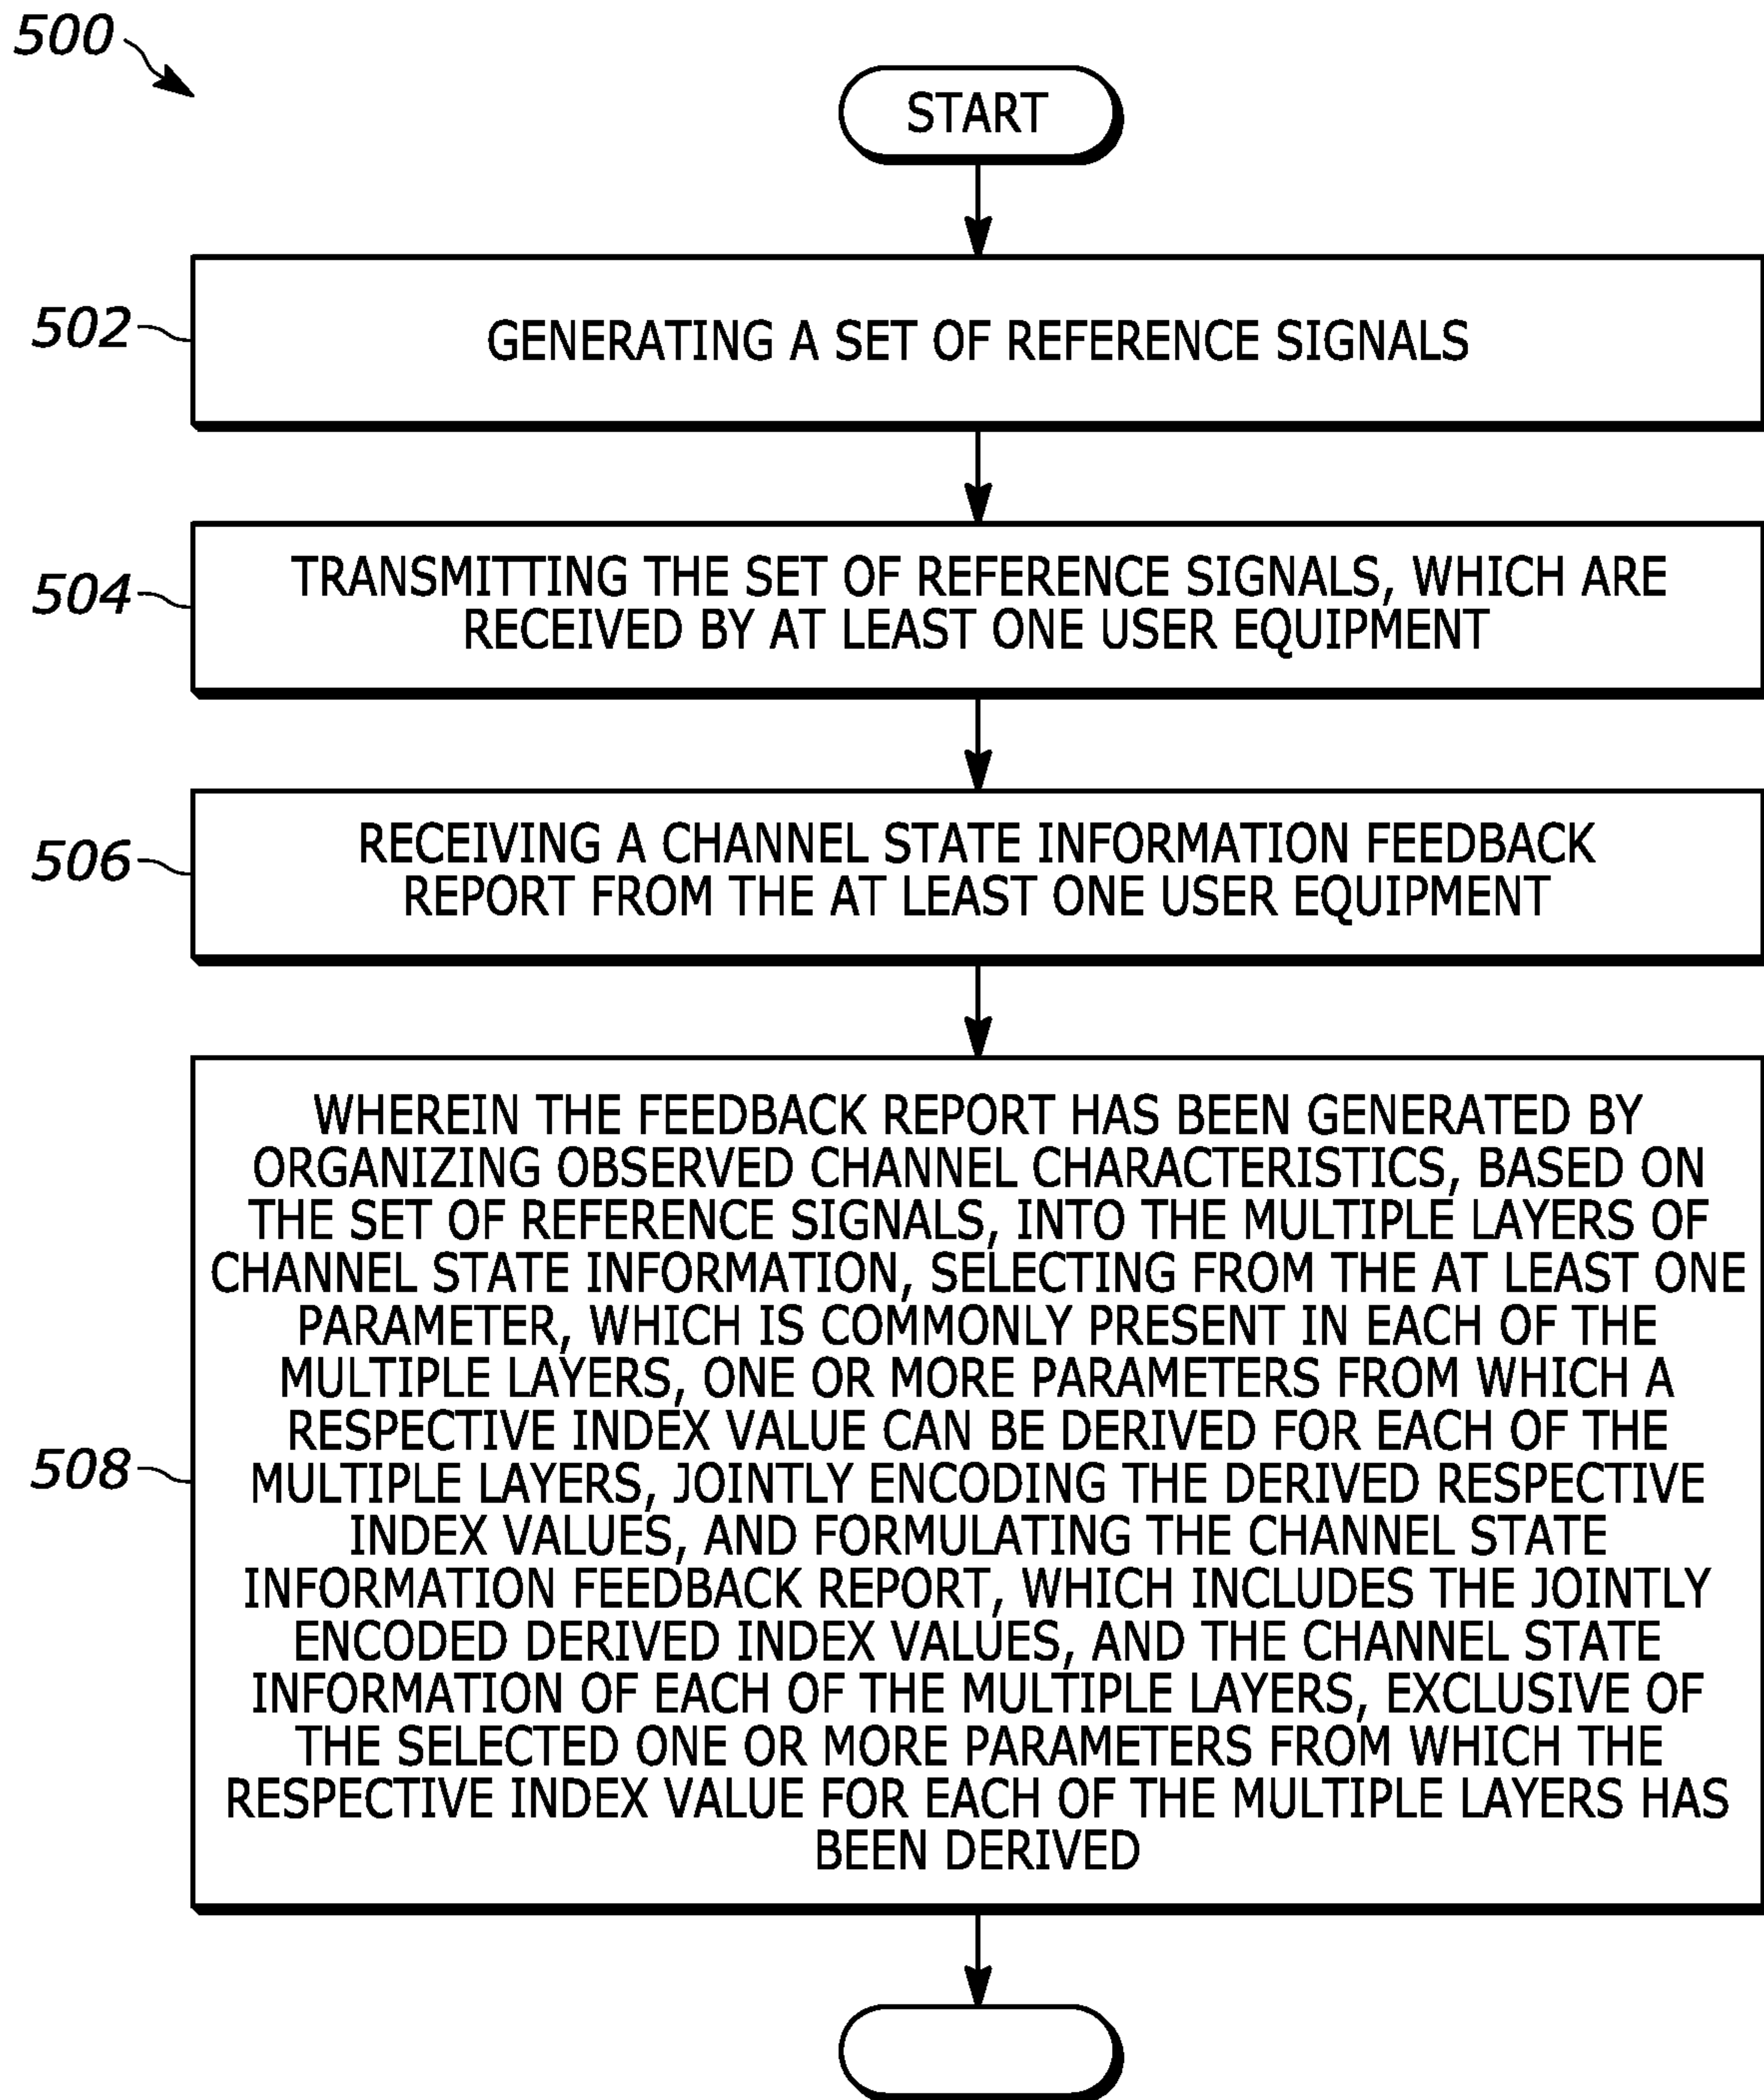 500
START
502
GENERATING A SET OF REFERENCE SIGNALS
504
TRANSMITTING THE SET OF REFERENCE SIGNALS, WHICH ARE
RECEIVED BY AT LEAST ONE USER EQUIPMENT
506
RECEIVING A CHANNEL STATE INFORMATION FEEDBACK
REPORT FROM THE AT LEAST ONE USER EQUIPMENT
508
WHEREIN THE FEEDBACK REPORT HAS BEEN GENERATED BY
ORGANIZING OBSERVED CHANNEL CHARACTERISTICS, BASED ON
THE SET OF REFERENCE SIGNALS, INTO THE MULTIPLE LAYERS OF
CHANNEL STATE INFORMATION, SELECTING FROM THE AT LEAST ONE
PARAMETER, WHICH IS COMMONLY PRESENT IN EACH OF THE
MULTIPLE LAYERS, ONE OR MORE PARAMETERS FROM WHICH A
RESPECTIVE INDEX VALUE CAN BE DERIVED FOR EACH OF THE
MULTIPLE LAYERS, JOINTLY ENCODING THE DERIVED RESPECTIVE
INDEX VALUES, AND FORMULATING THE CHANNEL STATE
INFORMATION FEEDBACK REPORT, WHICH INCLUDES THE JOINTLY
ENCODED DERIVED INDEX VALUES, AND THE CHANNEL STATE
INFORMATION OF EACH OF THE MULTIPLE LAYERS, EXCLUSIVE OF
THE SELECTED ONE OR MORE PARAMETERS FROM WHICH THE
RESPECTIVE INDEX VALUE FOR EACH OF THE MULTIPLE LAYERS HAS
BEEN DERIVED